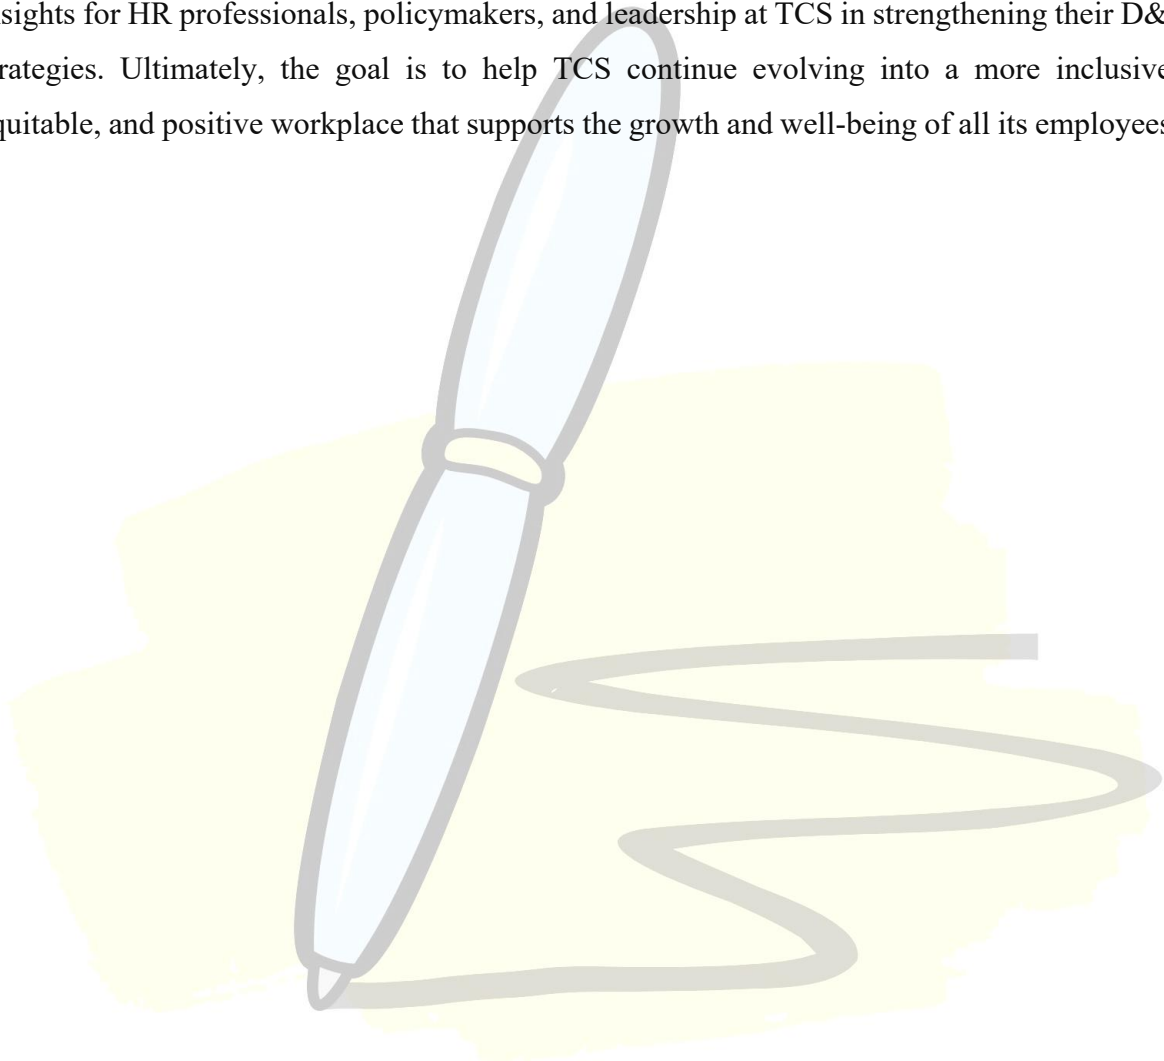 nsights for HR professionals, policymakers, and leadership at TCS in strengthening their D&
rategies. Ultimately, the goal is to help TCS continue evolving into a more inclusive
quitable, and positive workplace that supports the growth and well-being of all its employees